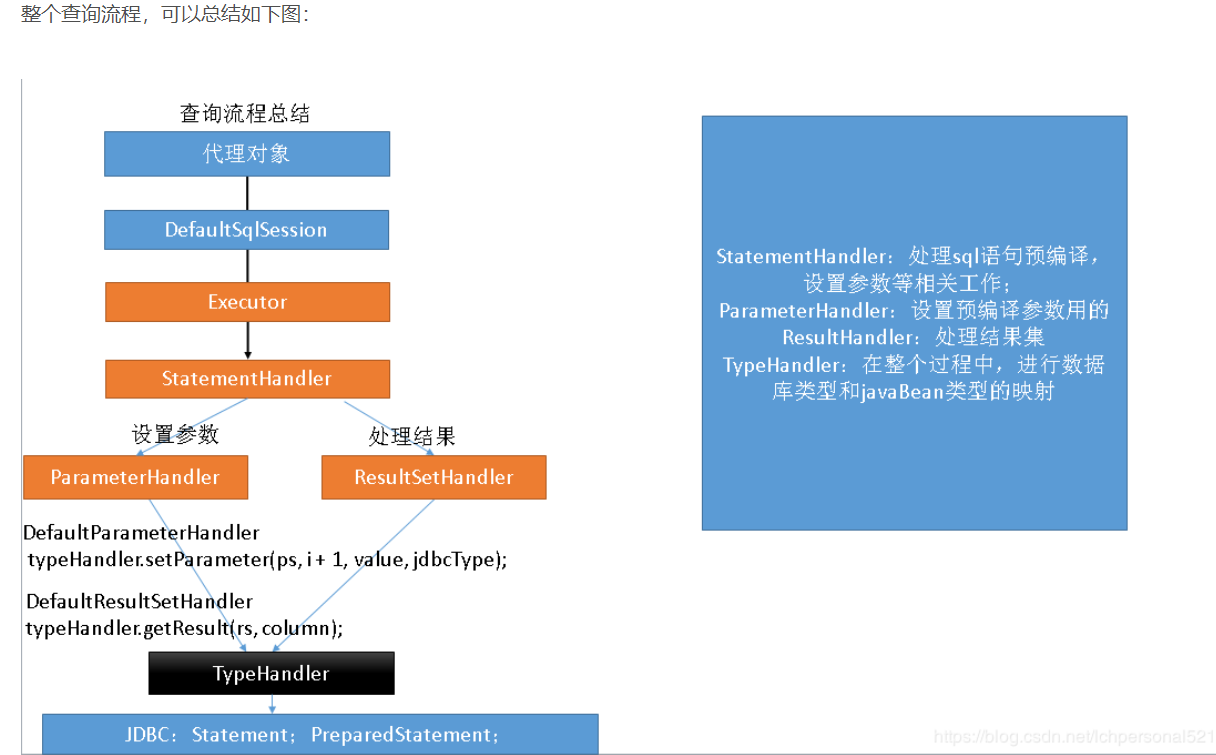 整个查询流程，可以总结如下图：
查询流程总结
代理对象
DefaultSqlSession
Executor
StatementHandler
设置参数
处理结果
ParameterHandler
ResultSetHandler
DefaultParameterHandler
typeHandler.setParameter(ps, i + 1, value, jdbcType);
DefaultResultSetHandler
typeHandler.getResult(rs, column);
TypeHandler
JDBC：Statement；PreparedStatement；
StatementHandler：处理sql语句预编译，
设置参数等相关工作；
ParameterHandler：设置预编译参数用的
ResultHandler：处理结果集
TypeHandler：在整个过程中，进行数据
库类型和javaBean类型的映射
https://blog.csdn.net/lchpersonal521